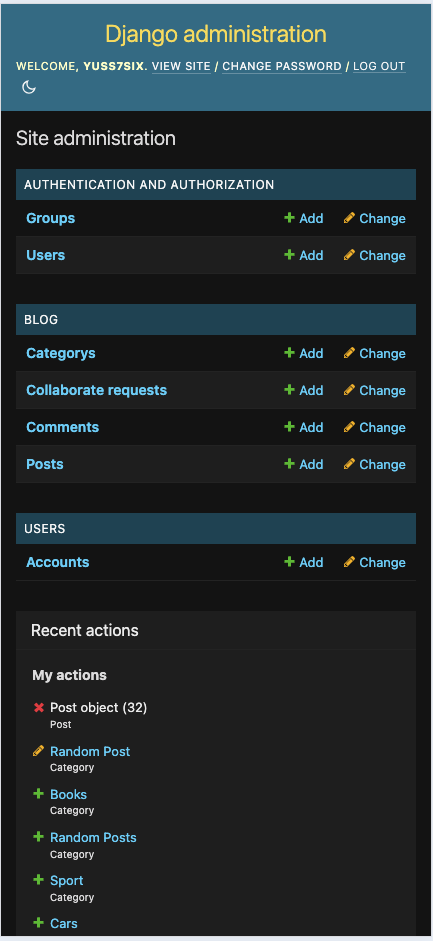 Django administration
WELCOME, YUSS7SIX. VIEW SITE / CHANGE PASSWORD / LOG OUT
Site administration
AUTHENTICATION AND AUTHORIZATION
Groups Add Change
Users Add Change
BLOG
Categorys Add Change
Collaborate requests Add Change
Comments Add Change
Posts Add Change
USERS
Accounts Add Change
Recent actions
My actions
Post object (32)
Post
Random Post
Category
Books
Category
Random Posts
Category
Sport
Category
Cars